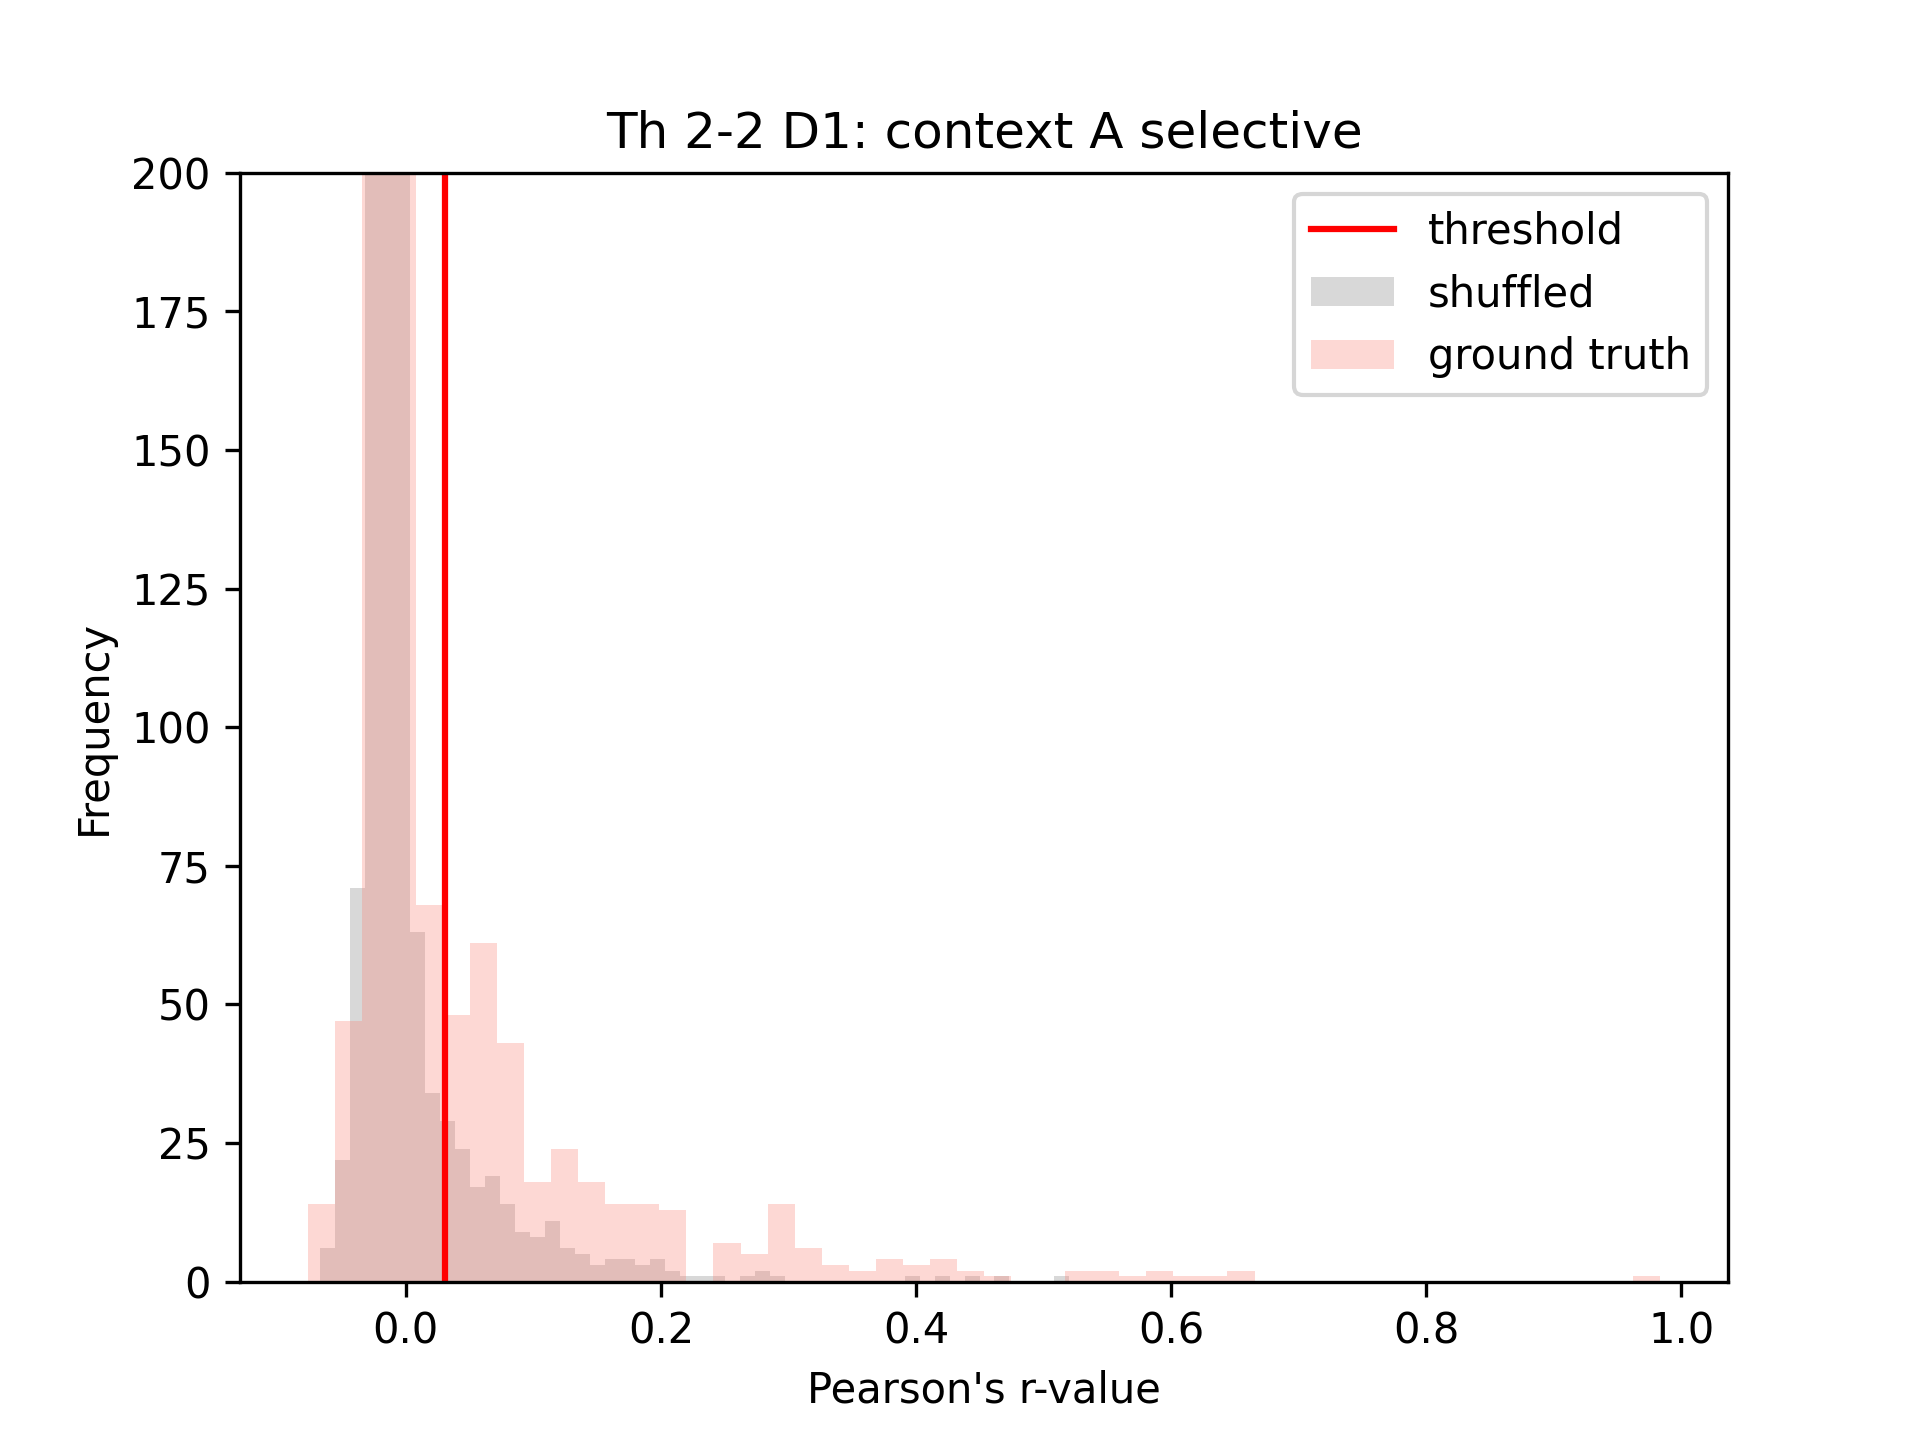 Th 2-2 D1: context A selective
threshold
shuffled
ground truth
200
175
150
125
100
75
50
25
0
Frequency
0.0 0.2 0.4 0.6 0.8 1.0
Pearson's r-value